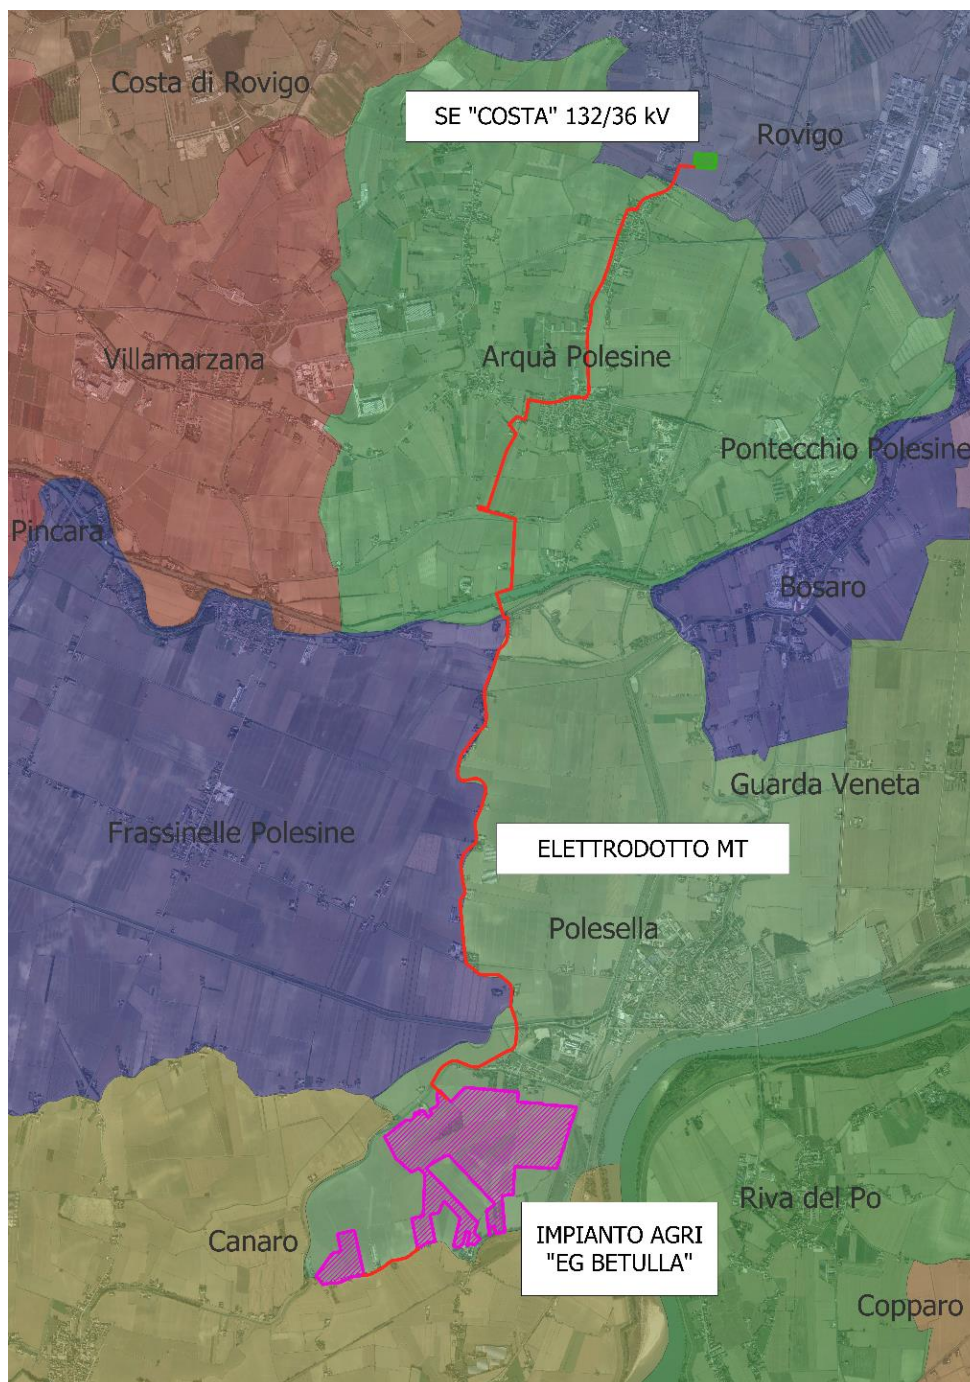 Costa di Rovigo
SE "COSTA" 132/36 kV
Rovigo
Villamarzana
Arquà Polesine
Pontecchio Polesine
Pincara
Bosaro
Guarda Veneta
Frassinelle Polesine
ELETTRODOTTO MT
Polesella
Riva del Po
Canaro
IMPIANTO AGRI
"EG BETULLA"
Copparo